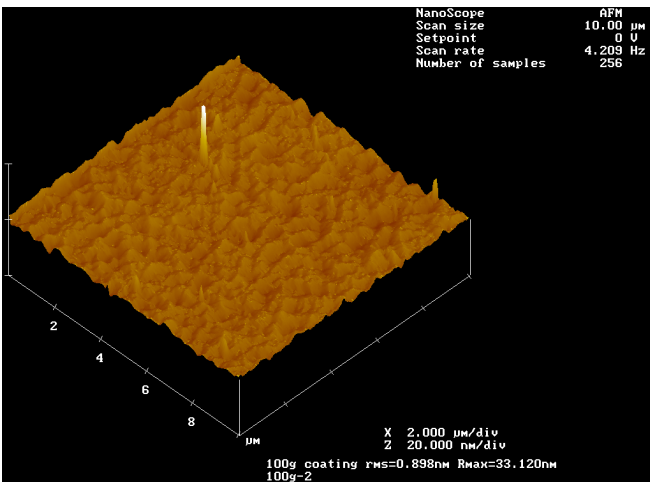 NanoScope AFM
Scan size 10.00 µm
Setpoint 0 V
Scan rate 4.209 Hz
Number of samples 256
2
4
6
8
µm
X 2.000 µm/div
Z 20.000 nm/div
100g coating rms=0.898nm Rmax=33.120nm
100g-2